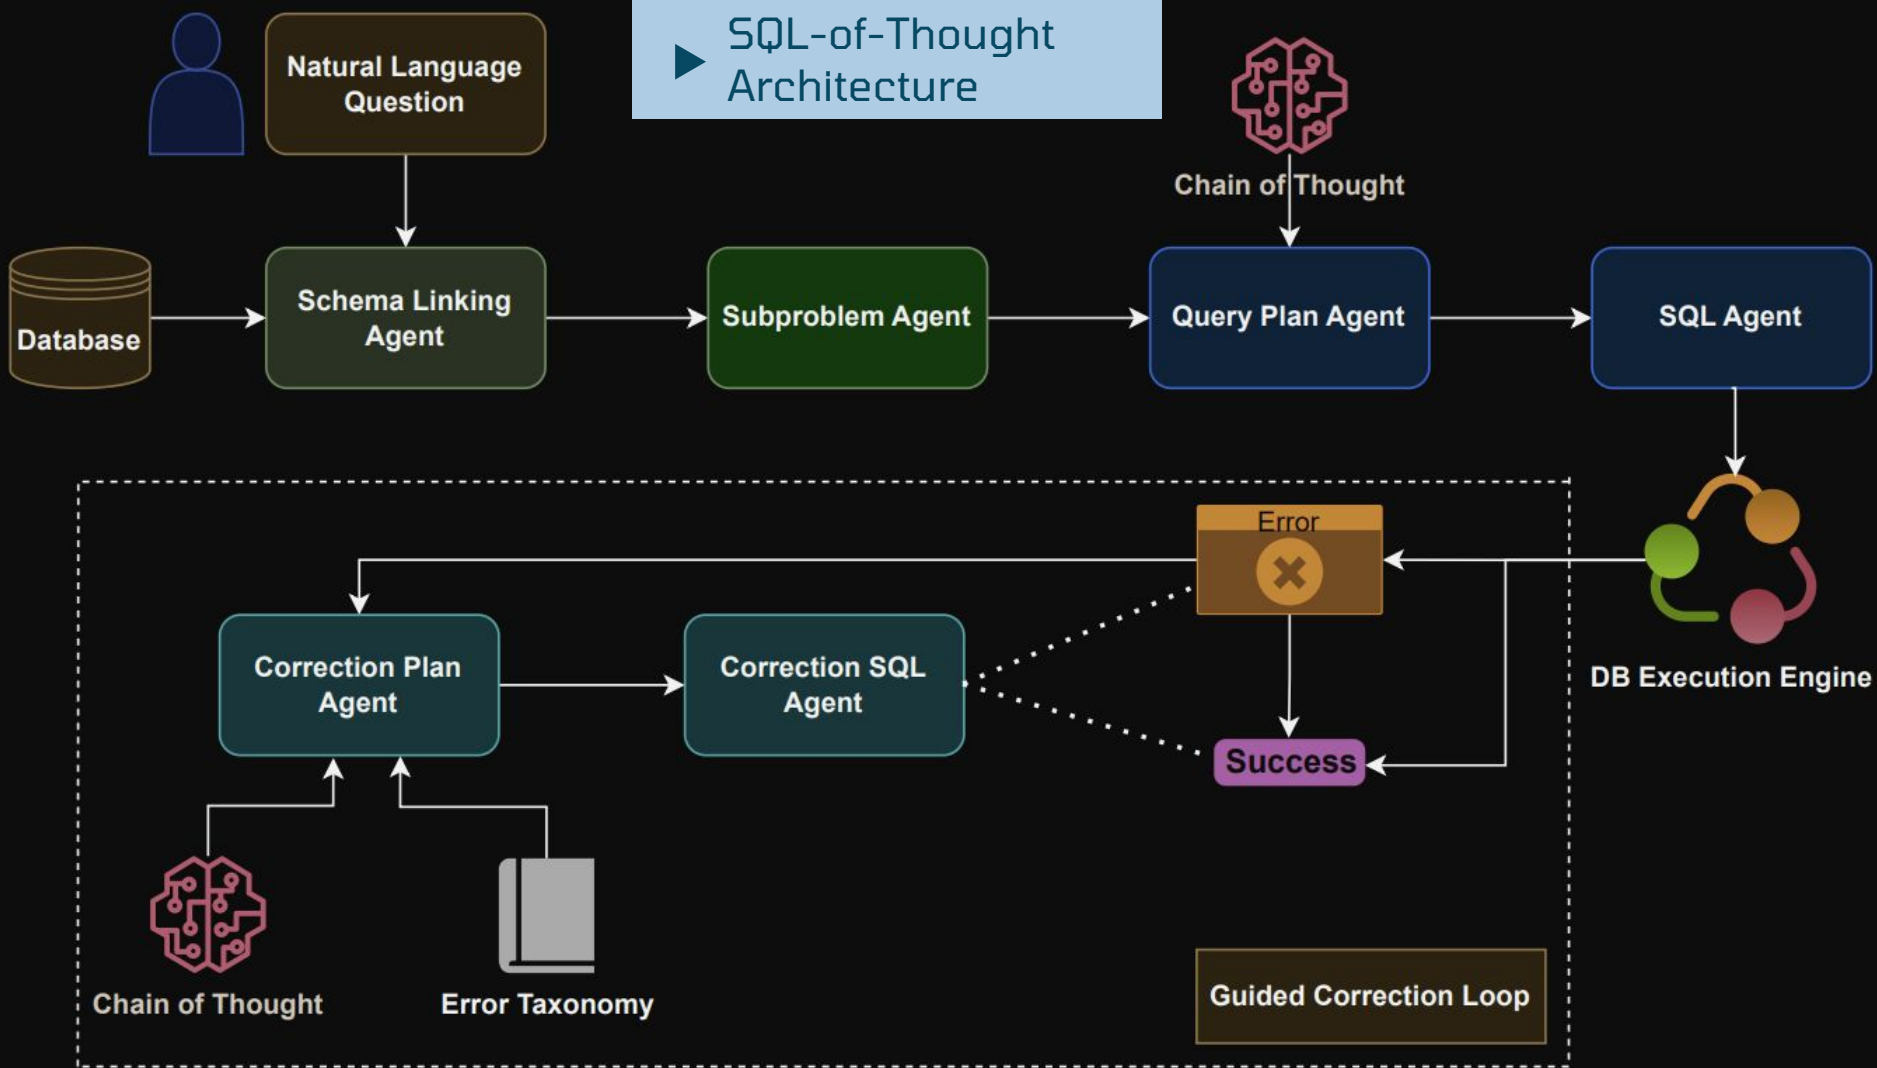 SQL-of-Thought
Architecture
Natural Language
Question
Chain of Thought
Database
Schema Linking
Agent
Subproblem Agent
Query Plan Agent
SQL Agent
Error
DB Execution Engine
Correction Plan
Agent
Correction SQL
Agent
Success
Chain of Thought
Error Taxonomy
Guided Correction Loop